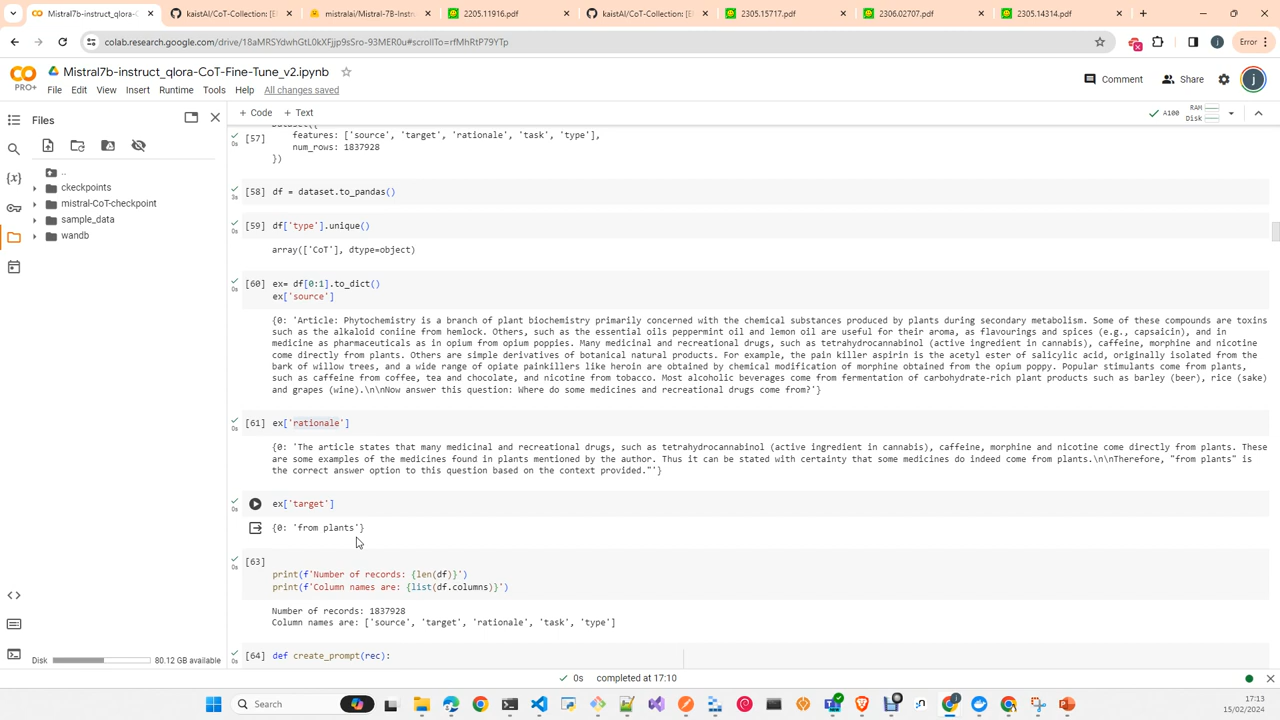 Mistral7b-instruct_qlora-Co
kaistAI/CoT-Collection: [E
mistralai/Mistral-7B-Instruc
2205.11916.pdf
kaistAI/CoT-Collection: [E
2305.15717.pdf
2306.02707.pdf
2305.14314.pdf
colab.research.google.com/drive/18aMRSYdwhGtL0kXFjjp9sSro-93MER0u#scrollTo=rfMhRtP79YTp
Error
Mistral7b-instruct_qlora-CoT-Fine-Tune_v2.ipynb
PRO+
File Edit View Insert Runtime Tools Help All changes saved
Comment
Share
Files
+ Code + Text
A100
RAM
Disk
..
ckeckpoints
mistral-CoT-checkpoint
sample_data
wandb
Disk
80.12 GB available
Dataset({
[57] features: ['source', 'target', 'rationale', 'task', 'type'],
num_rows: 1837928
})
[58] df = dataset.to_pandas()
[59] df['type'].unique()
array(['CoT'], dtype=object)
[60] ex= df[0:1].to_dict()
ex['source']
{0: 'Article: Phytochemistry is a branch of plant biochemistry primarily concerned with the chemical substances produced by plants during secondary metabolism. Some of these compounds are toxins
such as the alkaloid coniine from hemlock. Others, such as the essential oils peppermint oil and lemon oil are useful for their aroma, as flavourings and spices (e.g., capsaicin), and in
medicine as pharmaceuticals as in opium from opium poppies. Many medicinal and recreational drugs, such as tetrahydrocannabinol (active ingredient in cannabis), caffeine, morphine and nicotine
come directly from plants. Others are simple derivatives of botanical natural products. For example, the pain killer aspirin is the acetyl ester of salicylic acid, originally isolated from the
bark of willow trees, and a wide range of opiate painkillers like heroin are obtained by chemical modification of morphine obtained from the opium poppy. Popular stimulants come from plants,
such as caffeine from coffee, tea and chocolate, and nicotine from tobacco. Most alcoholic beverages come from fermentation of carbohydrate-rich plant products such as barley (beer), rice (sake)
and grapes (wine).\n\nNow answer this question: Where do some medicines and recreational drugs come from?'}
[61] ex['rationale']
{0: 'The article states that many medicinal and recreational drugs, such as tetrahydrocannabinol (active ingredient in cannabis), caffeine, morphine and nicotine come directly from plants. These
are some examples of the medicines found in plants mentioned by the author. Thus it can be stated with certainty that some medicines do indeed come from plants.\n\nTherefore, "from plants" is
the correct answer option to this question based on the context provided."'}
ex['target']
{0: 'from plants'}
[63]
print(f'Number of records: {len(df)}')
print(f'Column names are: {list(df.columns)}')
Number of records: 1837928
Column names are: ['source', 'target', 'rationale', 'task', 'type']
[64] def create_prompt(rec):
0s completed at 17:10
Search
17:13
15/02/2024